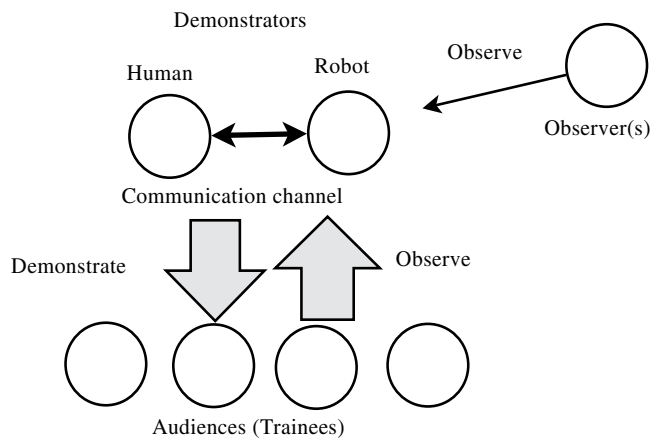 Demonstrators
Human
Robot
Observe
Observer(s)
Communication channel
Demonstrate
Observe
Audiences (Trainees)